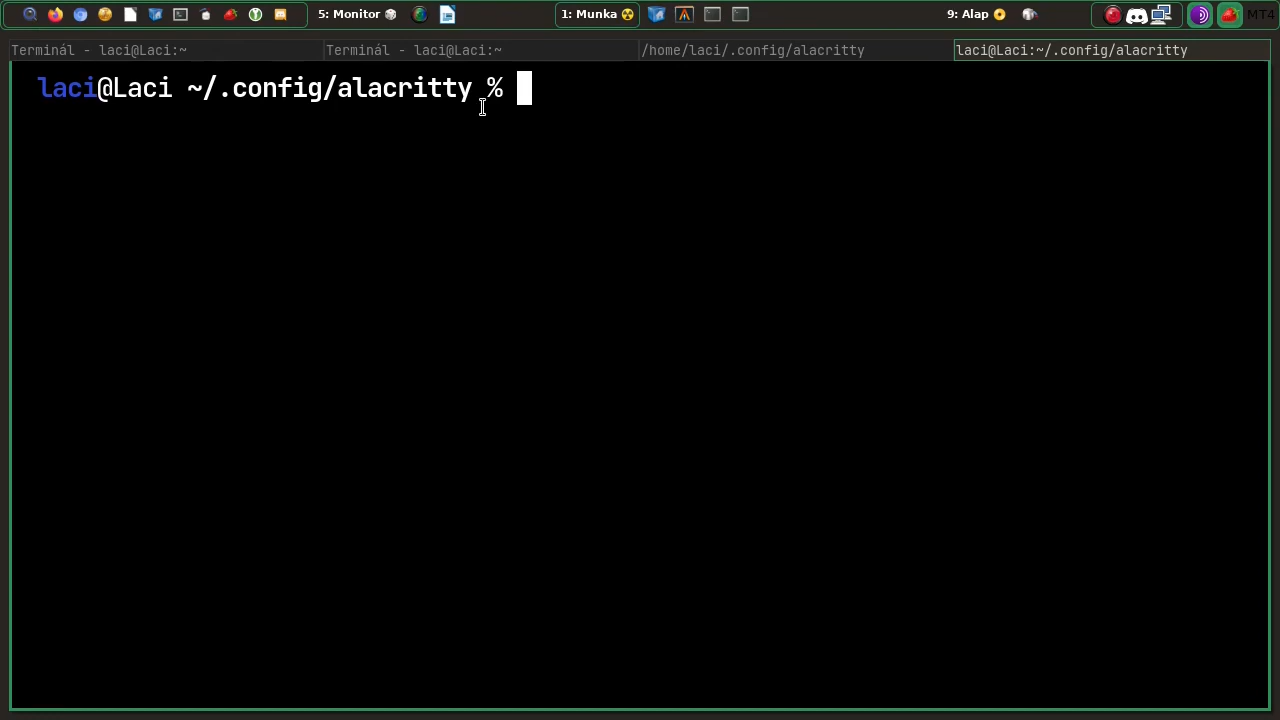 5: Monitor 1: Munka 9: Alap MT4
Terminál - laci@Laci:~ Terminál - laci@Laci:~ /home/laci/.config/alacritty laci@Laci:~/.config/alacritty
laci@Laci ~/.config/alacritty %